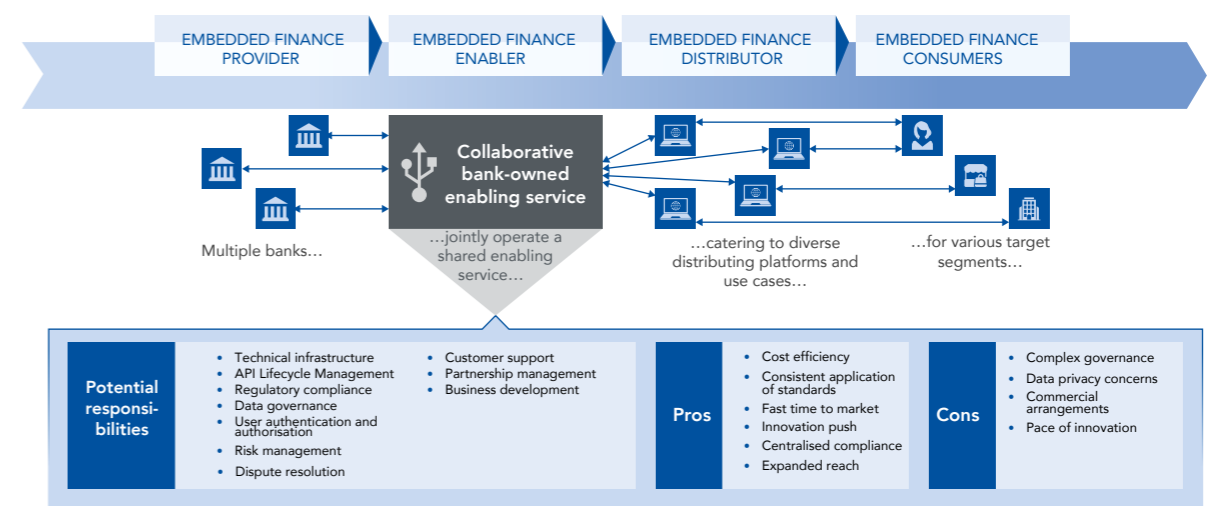 EMBEDDED FINANCE
PROVIDER
EMBEDDED FINANCE
ENABLER
EMBEDDED FINANCE
DISTRIBUTOR
EMBEDDED FINANCE
CONSUMERS
Collaborative
bank-owned
enabling service
Multiple banks…
…jointly operate a
shared enabling
service…
…catering to diverse
distributing platforms and
use cases…
…for various target
segments…
Potential
responsi-
bilities
• Technical infrastructure
• API Lifecycle Management
• Regulatory compliance
• Data governance
• User authentication and
authorisation
• Risk management
• Dispute resolution
• Customer support
• Partnership management
• Business development
Pros
• Cost efficiency
• Consistent application
of standards
• Fast time to market
• Innovation push
• Centralised compliance
• Expanded reach
Cons
• Complex governance
• Data privacy concerns
• Commercial
arrangements
• Pace of innovation